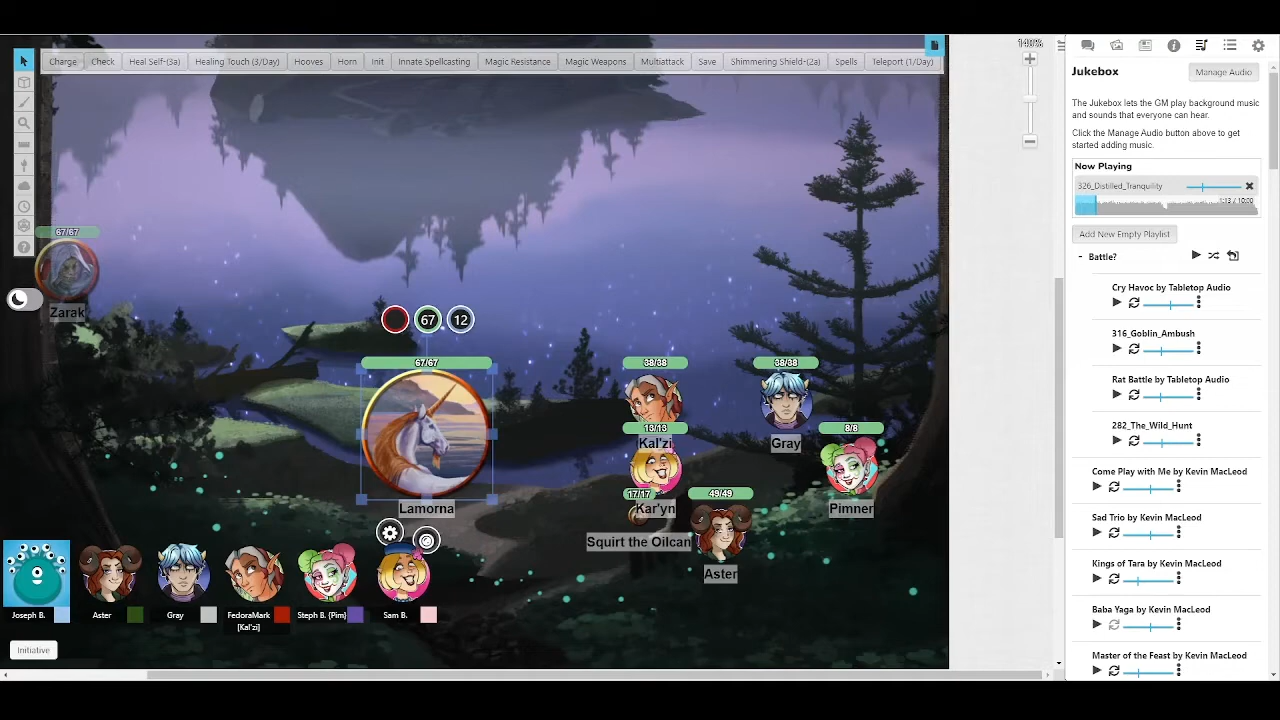 Charge Check Heal Self-(3a) Healing Touch (3/Day) Hooves Horn Init Innate Spellcasting Magic Resistance Magic Weapons Multiattack Save Shimmering Shield-(2a) Spells Teleport (1/Day)
140%
Jukebox
Manage Audio
The Jukebox lets the GM play background music
and sounds that everyone can hear.
Click the Manage Audio button above to get
started adding music.
Now Playing
326_Distilled_Tranquility
1:13 / 10:00
Add New Empty Playlist
- Battle?
Cry Havoc by Tabletop Audio
316_Goblin_Ambush
Rat Battle by Tabletop Audio
282_The_Wild_Hunt
Come Play with Me by Kevin MacLeod
Sad Trio by Kevin MacLeod
Kings of Tara by Kevin MacLeod
Baba Yaga by Kevin MacLeod
Master of the Feast by Kevin MacLeod
67/67
Zarak
67 12
67/67
Lamorna
38/38
Kal'zi
38/38
Gray
13/13
Kar'yn
8/8
Pimner
17/17
Squirt the Oilcan
49/49
Aster
Joseph B.
Aster
Gray
FedoraMark
[Kal'zi]
Steph B. (Pim)
Sam B.
Initiative